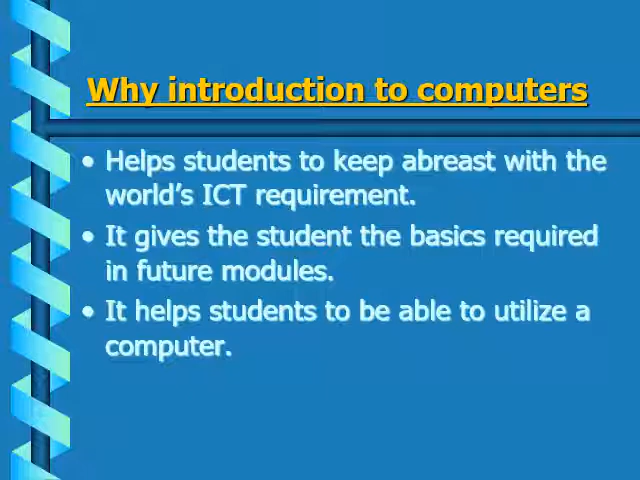 Why introduction to computers
• Helps students to keep abreast with the
world’s ICT requirement.
• It gives the student the basics required
in future modules.
• It helps students to be able to utilize a
computer.